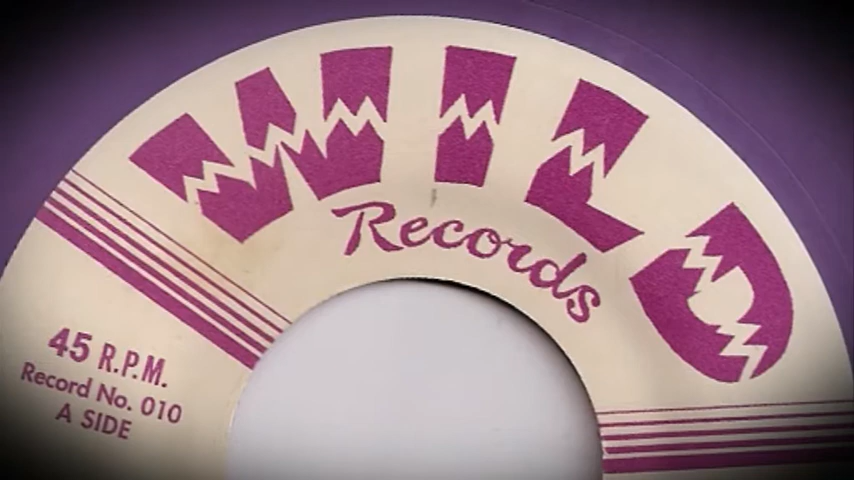 WILD
Records
45 R.P.M.
Record No. 010
A SIDE